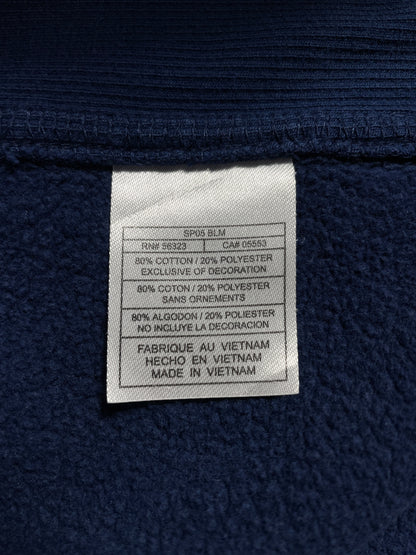 SP05 BLM
RN# 56323 CA# 05553
80% COTTON / 20% POLYESTER
EXCLUSIVE OF DECORATION
80% COTON / 20% POLYESTER
SANS ORNEMENTS
80% ALGODON / 20% POLIESTER
NO INCLUYE LA DECORACION
FABRIQUE AU VIETNAM
HECHO EN VIETNAM
MADE IN VIETNAM